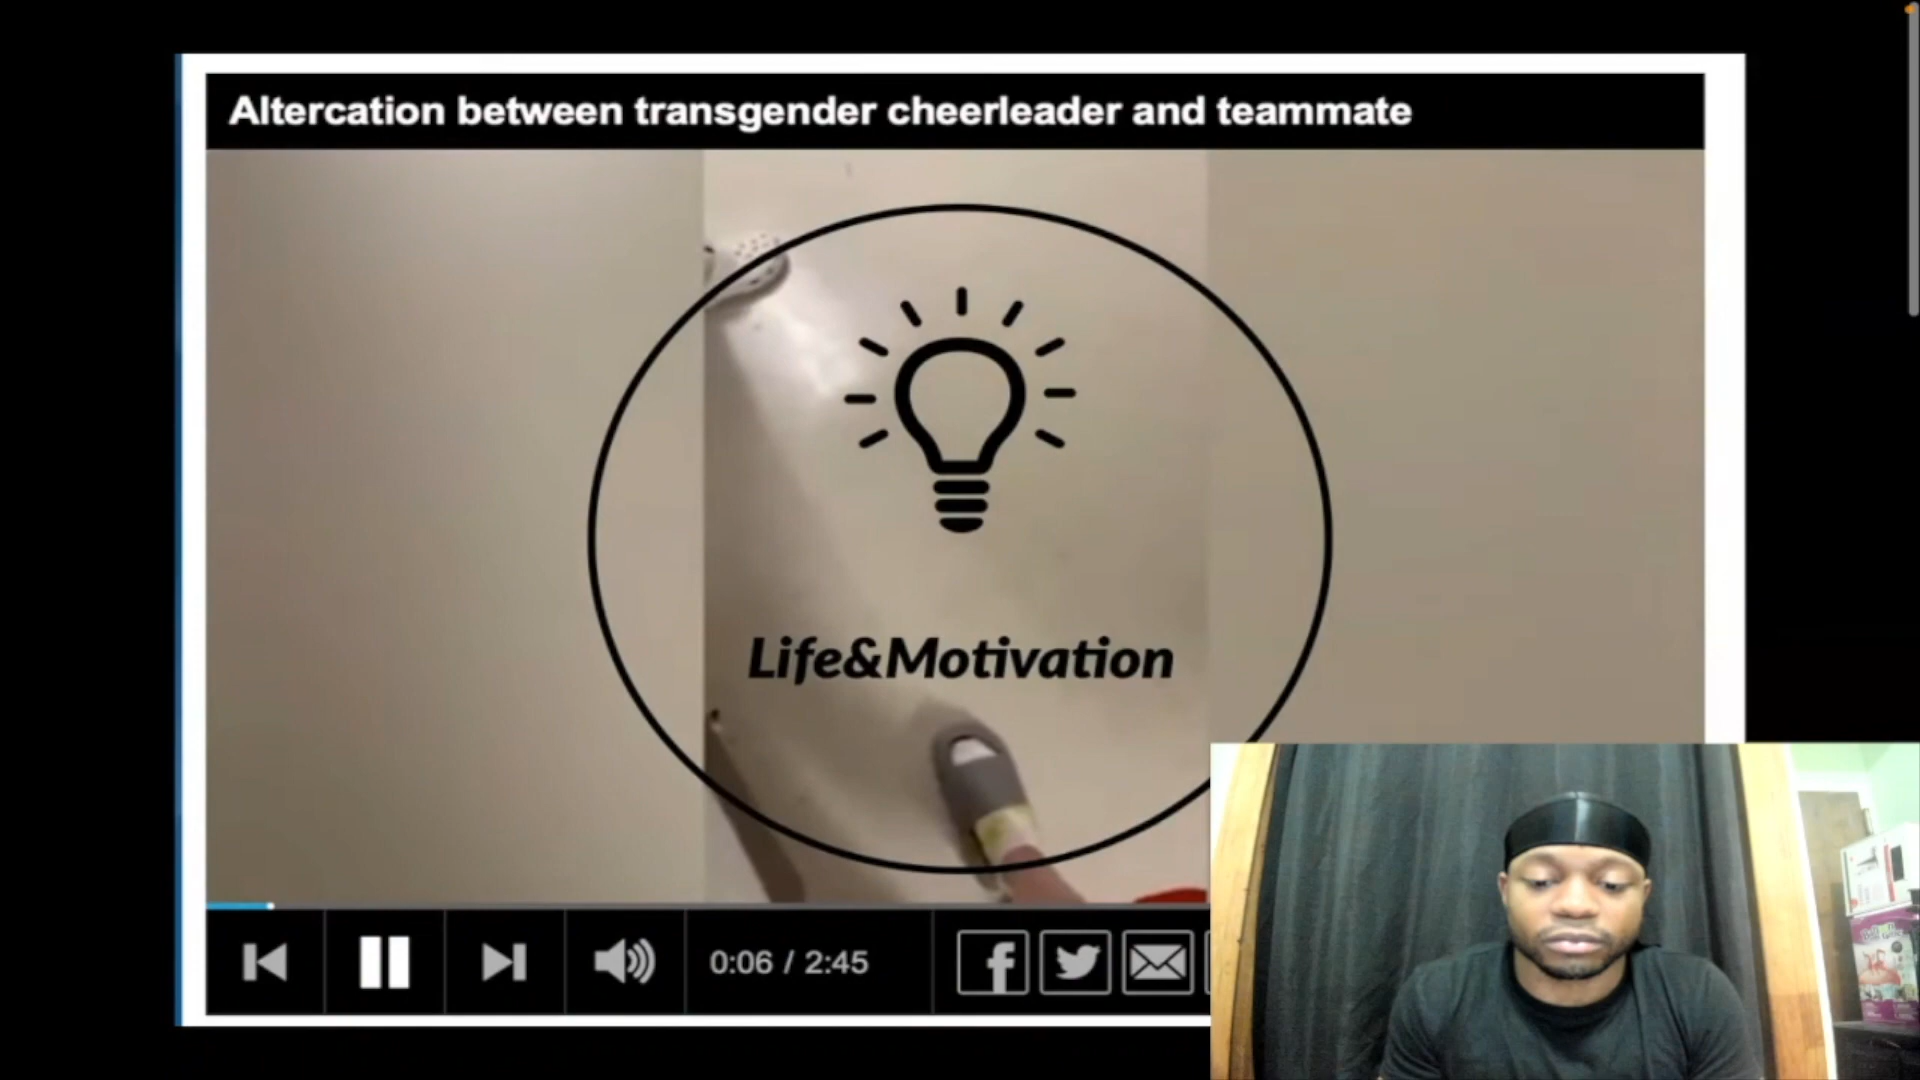 Altercation between transgender cheerleader and teammate
Life&Motivation
0:06 / 2:45